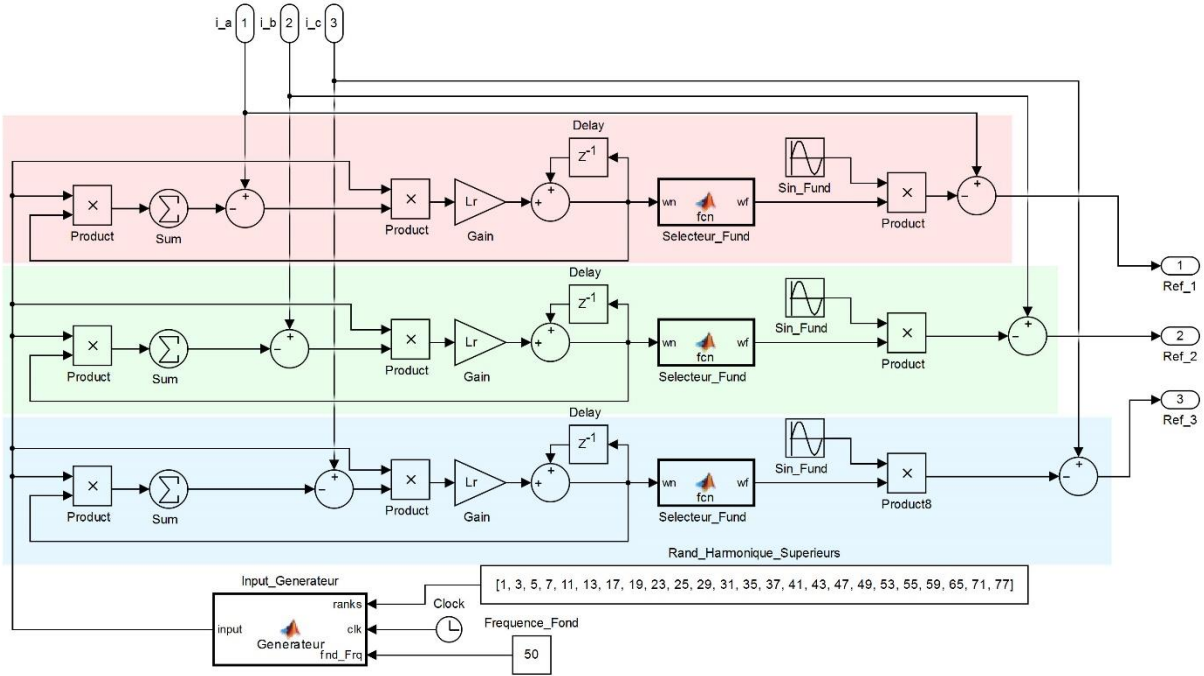 i_a 1 i_b 2 i_c 3
Delay
Z-1
Sin_Fund
wn fcn wf
Selecteur_Fund
Product
Sum
Product
Lr
Gain
Product
1
Ref_1
Delay
Z-1
Sin_Fund
wn fcn wf
Selecteur_Fund
Product
Sum
Product
Lr
Gain
Product
2
Ref_2
Delay
Z-1
Sin_Fund
wn fcn wf
Selecteur_Fund
Product
Sum
Product
Lr
Gain
Product8
3
Ref_3
Rand_Harmonique_Superieurs
[1, 3, 5, 7, 11, 13, 17, 19, 23, 25, 29, 31, 35, 37, 41, 43, 47, 49, 53, 55, 59, 65, 71, 77]
Input_Generateur
ranks
input clk
Generateur
fnd_Frq
Clock
Frequence_Fond
50